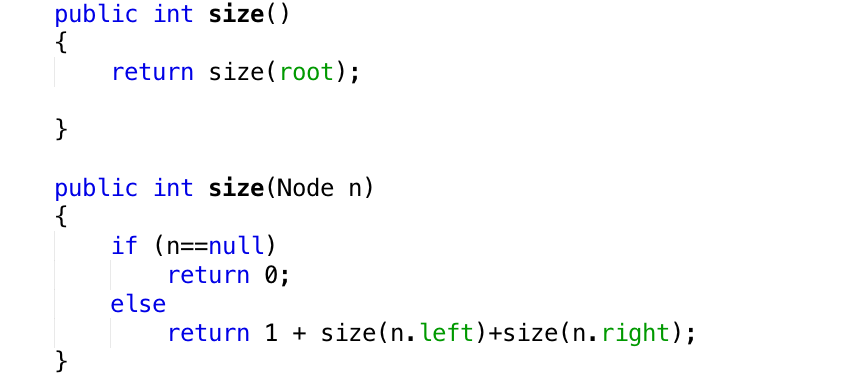 public int size()
{
    return size(root);

}

public int size(Node n)
{
    if (n==null)
        return 0;
    else
        return 1 + size(n.left)+size(n.right);
}